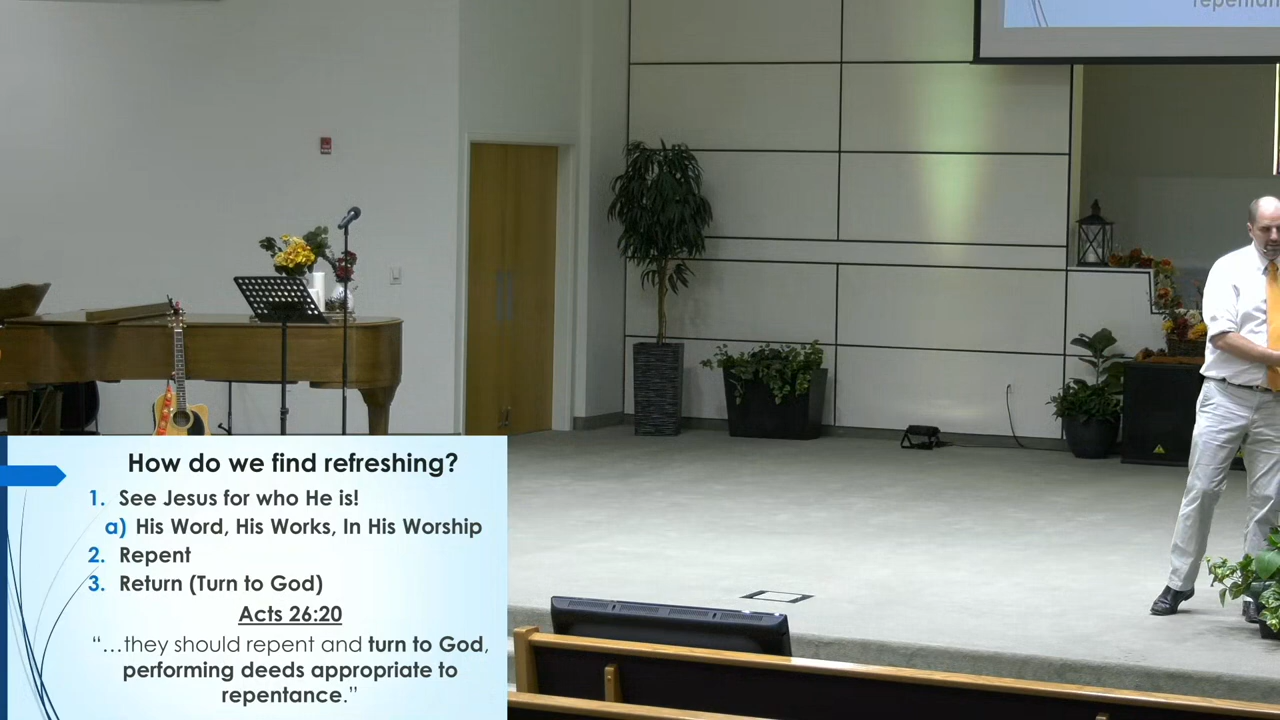 repentan
How do we find refreshing?
1. See Jesus for who He is!
a) His Word, His Works, In His Worship
2. Repent
3. Return (Turn to God)
Acts 26:20
“…they should repent and turn to God,
performing deeds appropriate to
repentance.”